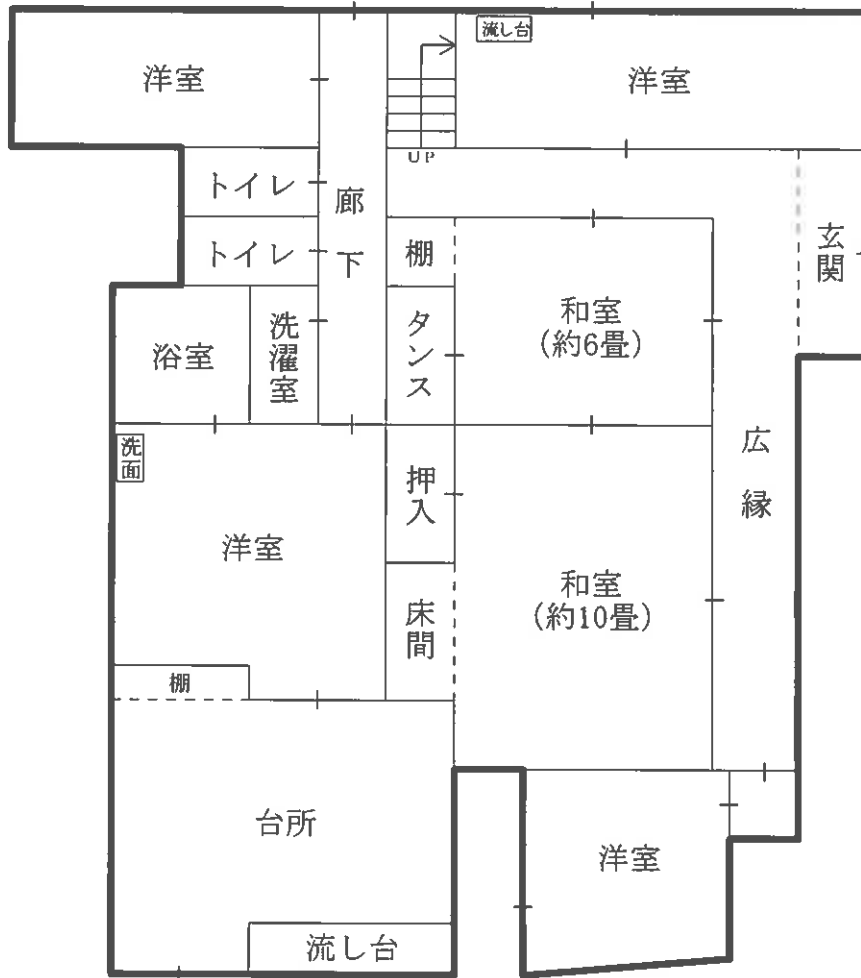 流し台
洋室
洋室
UP
トイレ
廊下
玄関
トイレ
棚
和室
(約6畳)
浴室
洗濯室
タンス
洗面
押入
広縁
洋室
和室
(約10畳)
床間
棚
台所
洋室
流し台